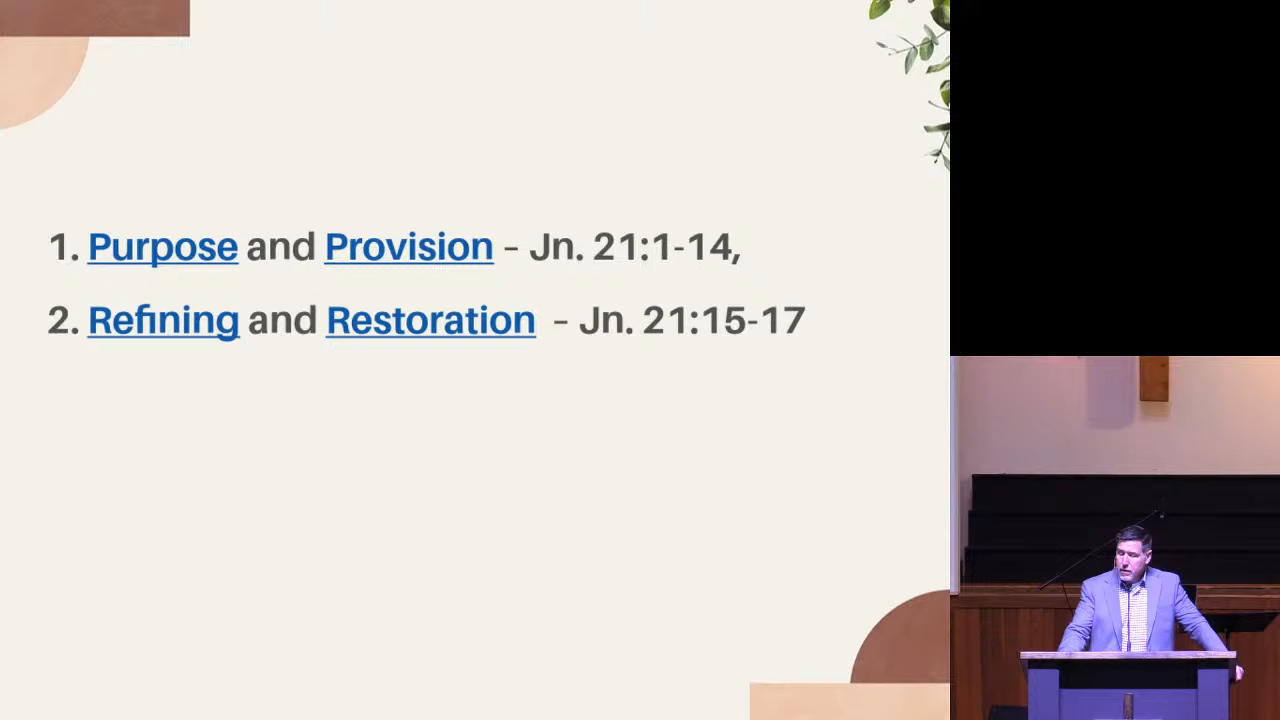 1. Purpose and Provision – Jn. 21:1-14,
2. Refining and Restoration – Jn. 21:15-17